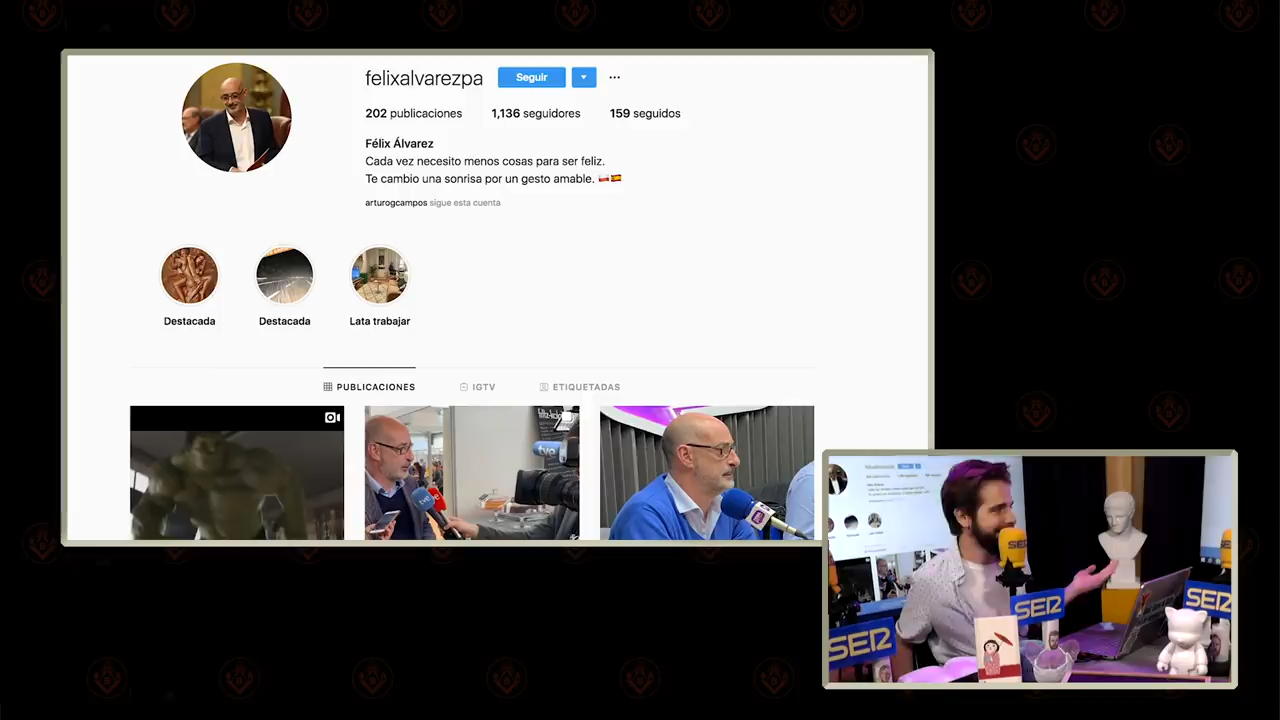 felixalvarezpa Seguir ...
202 publicaciones 1,136 seguidores 159 seguidos
Félix Álvarez
Cada vez necesito menos cosas para ser feliz.
Te cambio una sonrisa por un gesto amable.
arturogcampos sigue esta cuenta
Destacada Destacada Lata trabajar
PUBLICACIONES IGTV ETIQUETADAS
tve
tve
SER
SER
SER
SER